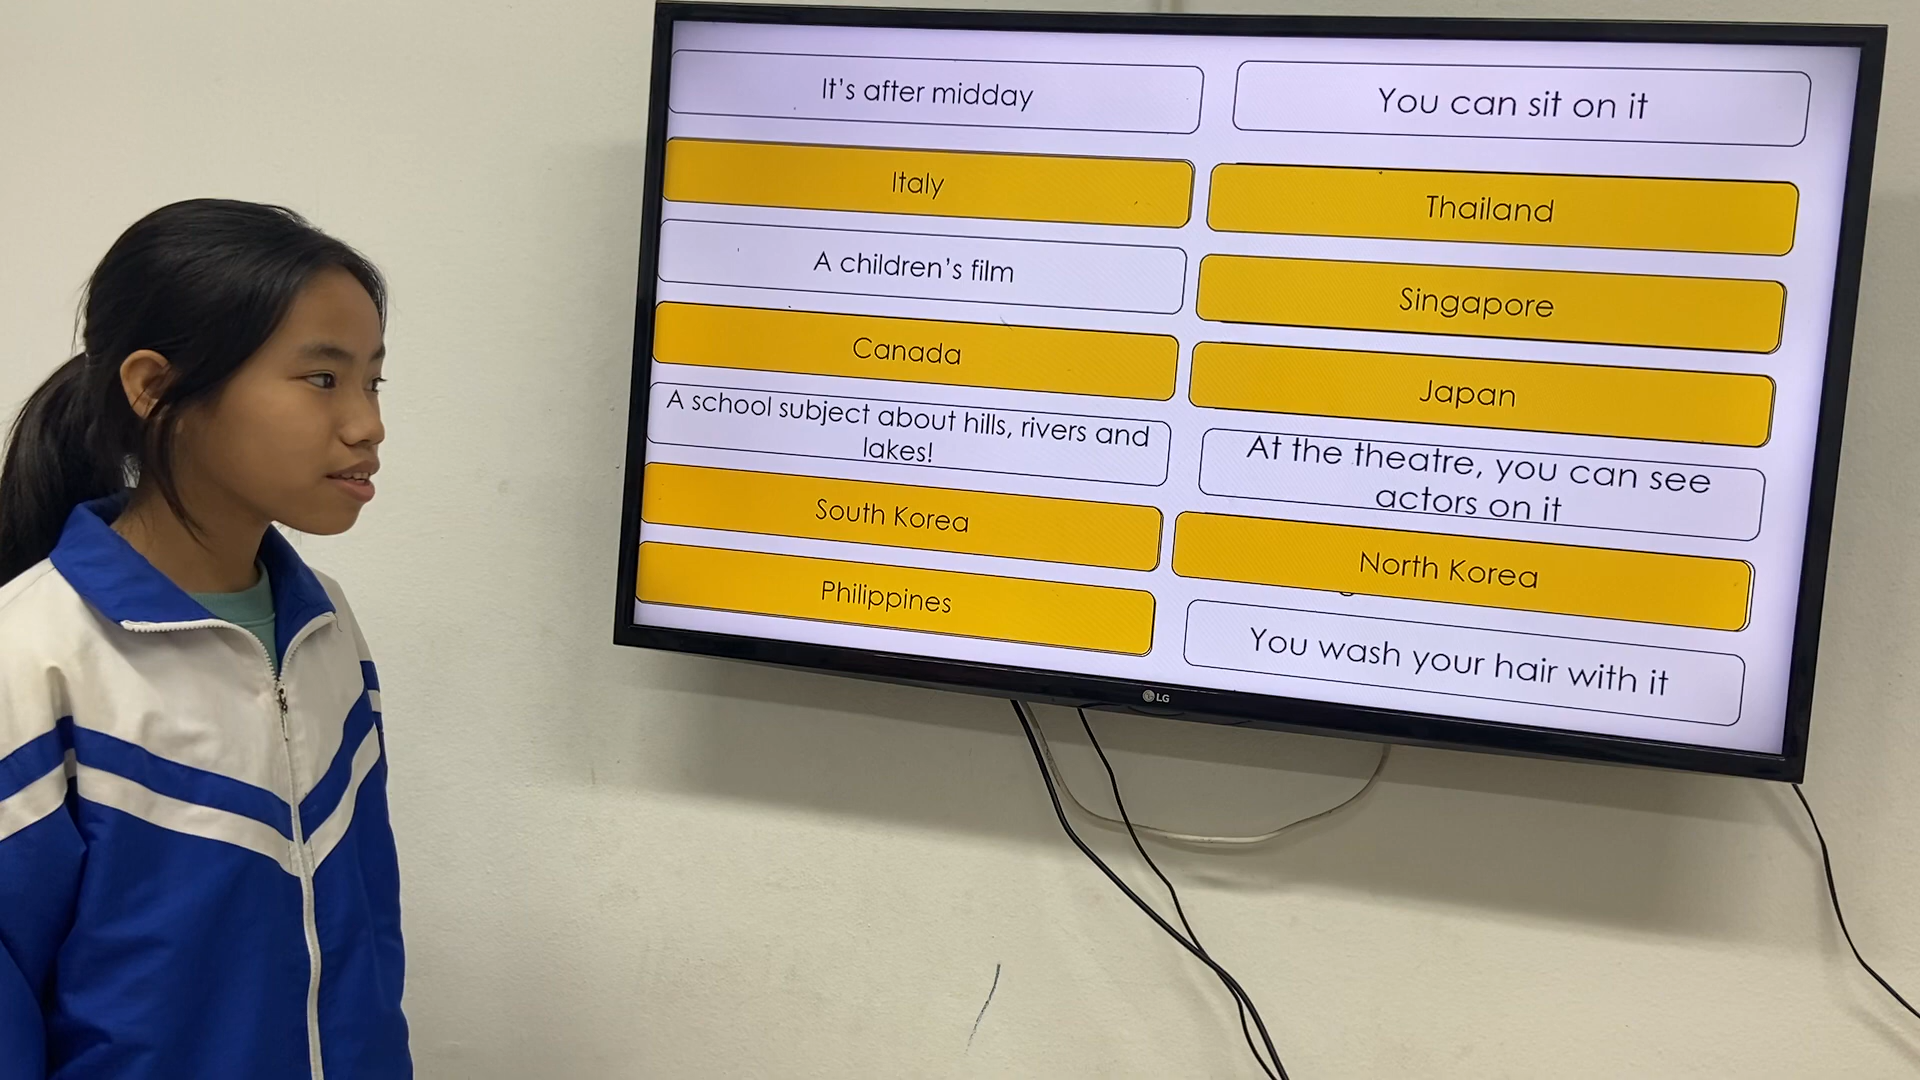 It's after midday
Italy
A children's film
Canada
A school subject about hills, rivers and
lakes!
South Korea
Philippines
You can sit on it
Thailand
Singapore
Japan
At the theatre, you can see
actors on it
North Korea
You wash your hair with it
LG